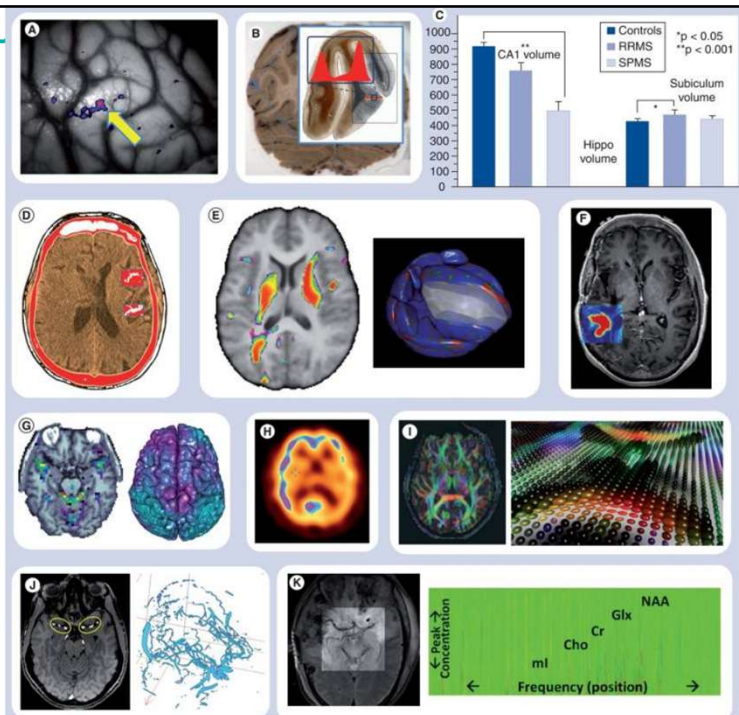 A
B
C
1000
900
800
700
600
500
400
300
200
100
0
**
CA1 volume
Controls
RRMS
SPMS
*p < 0.05
**p < 0.001
Subiculum
volume
*
Hippo
volume
D
E
F
G
H
I
J
K
← Peak →
Concentration
NAA
Glx
Cr
Cho
mI
← Frequency (position) →